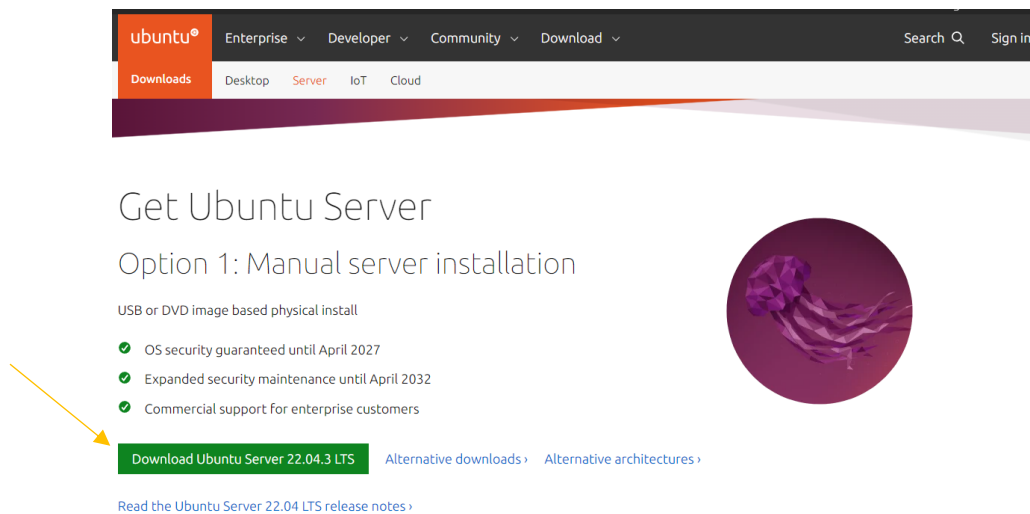 ubuntu® Enterprise Developer Community Download Search Sign in
Downloads Desktop Server IoT Cloud
Get Ubuntu Server
Option 1: Manual server installation
USB or DVD image based physical install
OS security guaranteed until April 2027
Expanded security maintenance until April 2032
Commercial support for enterprise customers
Download Ubuntu Server 22.04.3 LTS Alternative downloads › Alternative architectures ›
Read the Ubuntu Server 22.04 LTS release notes ›